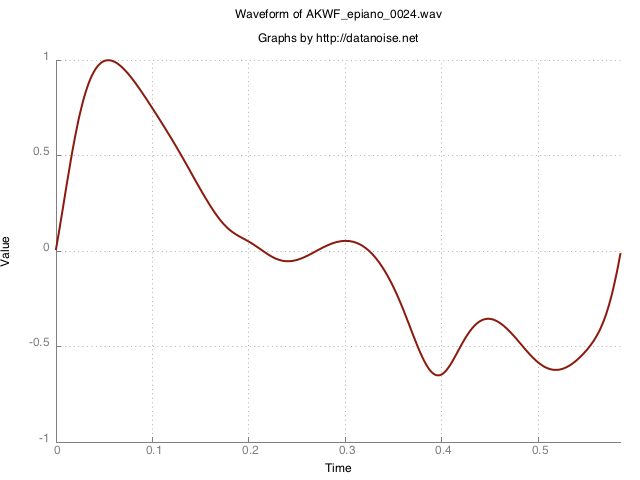 Waveform of AKWF_epiano_0024.wav
Graphs by http://datanoise.net
1
0.5
0
-0.5
-1
Value
0 0.1 0.2 0.3 0.4 0.5
Time